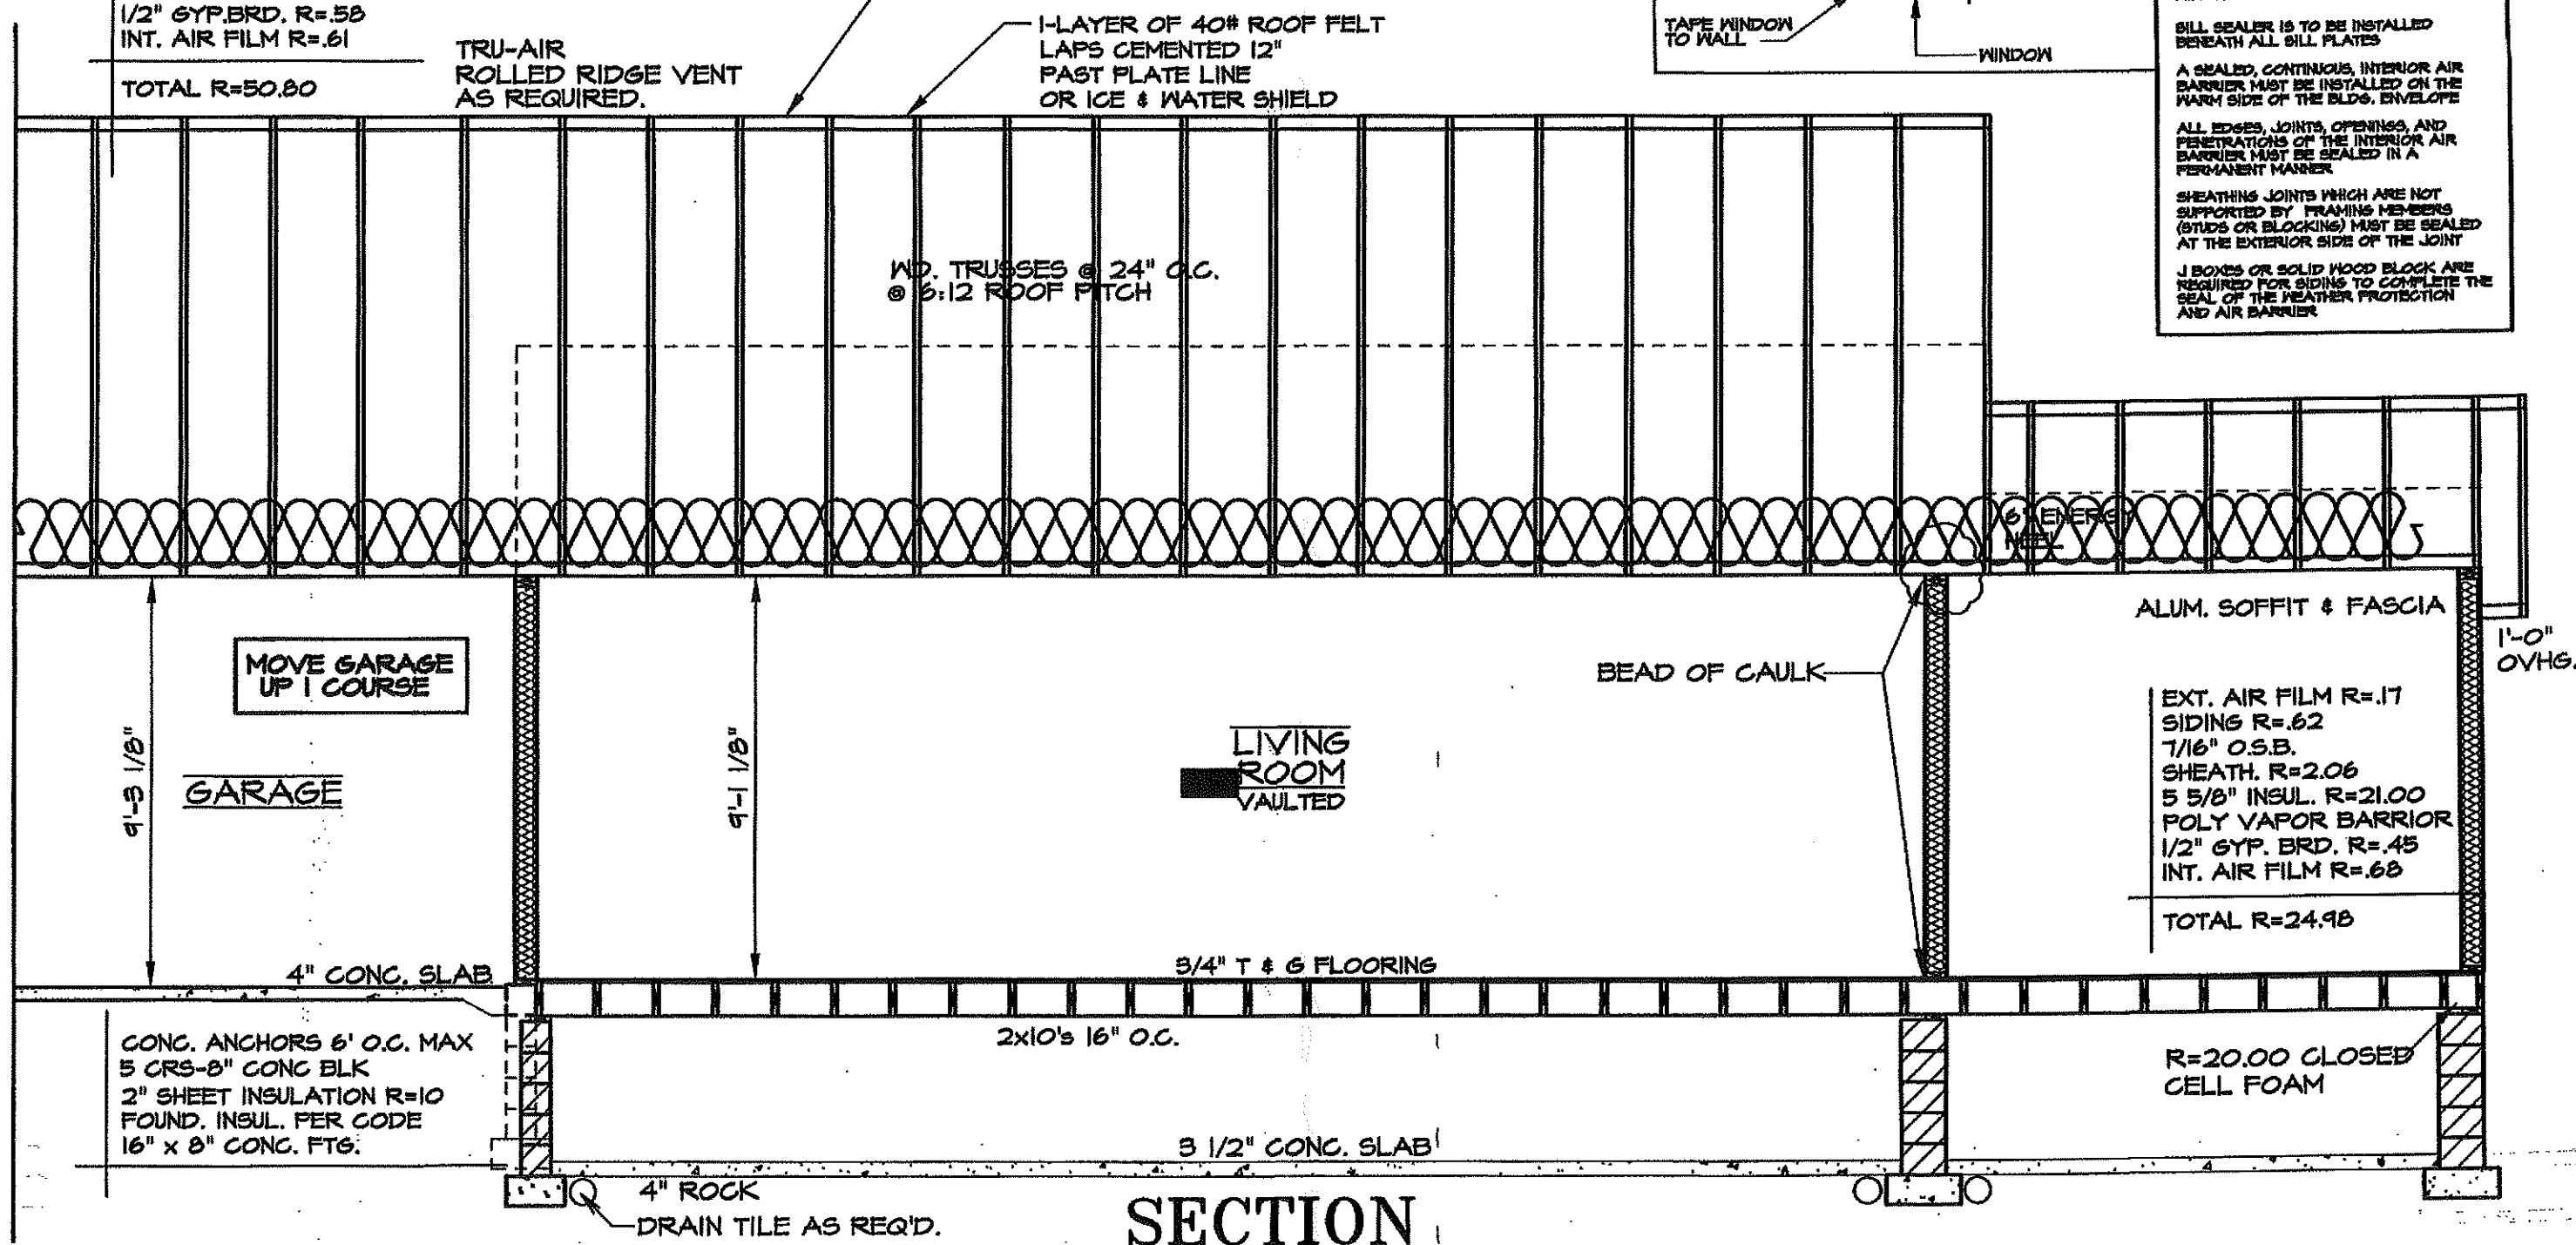 1/2" GYP.BRD. R=.58
INT. AIR FILM R=.61
TOTAL R=50.80
TRU-AIR
ROLLED RIDGE VENT
AS REQUIRED.
1-LAYER OF 40# ROOF FELT
LAPS CEMENTED 12"
PAST PLATE LINE
OR ICE & WATER SHIELD
TAPE WINDOW
TO WALL
WINDOW
SILL SEALER IS TO BE INSTALLED
BENEATH ALL SILL PLATES
A SEALED, CONTINUOUS, INTERIOR AIR
BARRIER MUST BE INSTALLED ON THE
WARM SIDE OF THE BLDG. ENVELOPE
ALL EDGES, JOINTS, OPENINGS, AND
PENETRATIONS OF THE INTERIOR AIR
BARRIER MUST BE SEALED IN A
PERMANENT MANNER
SHEATHING JOINTS WHICH ARE NOT
SUPPORTED BY FRAMING MEMBERS
(STUDS OR BLOCKING) MUST BE SEALED
AT THE EXTERIOR SIDE OF THE JOINT
J BOXES OR SOLID WOOD BLOCK ARE
REQUIRED FOR SIDING TO COMPLETE THE
SEAL OF THE WEATHER PROTECTION
AND AIR BARRIER
WD. TRUSSES @ 24" O.C.
@ 6:12 ROOF PITCH
6" ENERGY
HEEL
ALUM. SOFFIT & FASCIA
1'-0"
OVHG.
MOVE GARAGE
UP 1 COURSE
BEAD OF CAULK
9'-3 1/8"
GARAGE
9'-1 1/8"
LIVING
ROOM
VAULTED
EXT. AIR FILM R=.17
SIDING R=.62
7/16" O.S.B.
SHEATH. R=2.06
5 5/8" INSUL. R=21.00
POLY VAPOR BARRIER
1/2" GYP. BRD. R=.45
INT. AIR FILM R=.68
TOTAL R=24.98
4" CONC. SLAB
3/4" T & G FLOORING
2x10's 16" O.C.
CONC. ANCHORS 6' O.C. MAX
5 CRS-8" CONC BLK
2" SHEET INSULATION R=10
FOUND. INSUL. PER CODE
16" x 8" CONC. FTG.
R=20.00 CLOSED
CELL FOAM
3 1/2" CONC. SLAB
4" ROCK
DRAIN TILE AS REQ'D.
SECTION